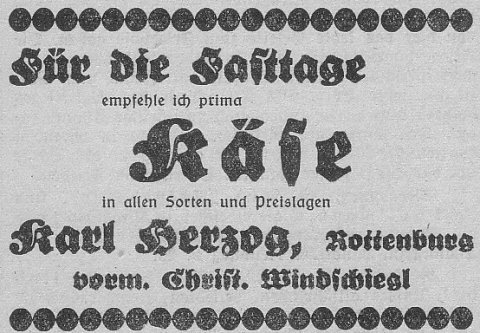 Für die Fasttage
empfehle ich prima
Käse
in allen Sorten und Preislagen
Karl Herzog, Rottenburg
vorm. Christ. Windschiegl